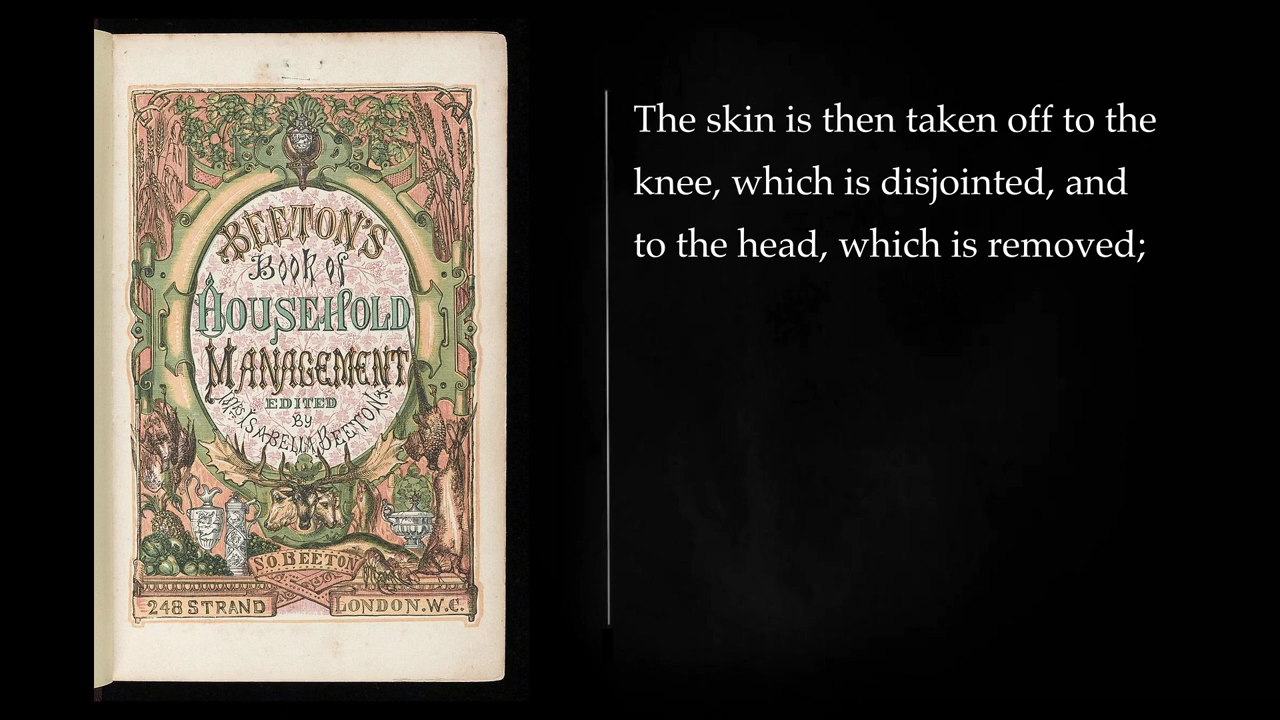 BEETON'S
Book of
HOUSEHOLD
MANAGEMENT
EDITED
BY
MRS ISABELLA BEETON
S.O. BEETON
248 STRAND
LONDON. W.C.
The skin is then taken off to the
knee, which is disjointed, and
to the head, which is removed;